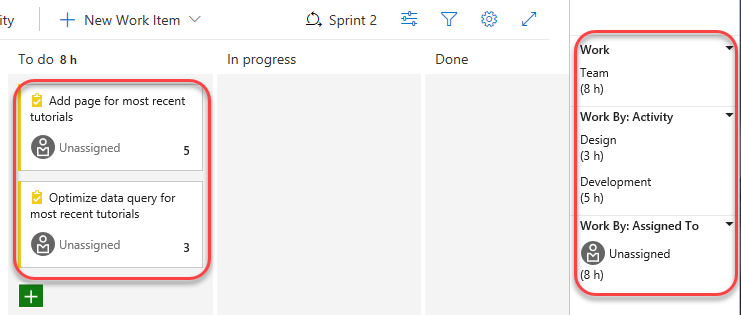 ity
New Work Item
Sprint 2
To do 8 h
In progress
Done
Add page for most recent
tutorials
Unassigned
5
Optimize data query for
most recent tutorials
Unassigned
3
Work
Team
(8 h)
Work By: Activity
Design
(3 h)
Development
(5 h)
Work By: Assigned To
Unassigned
(8 h)